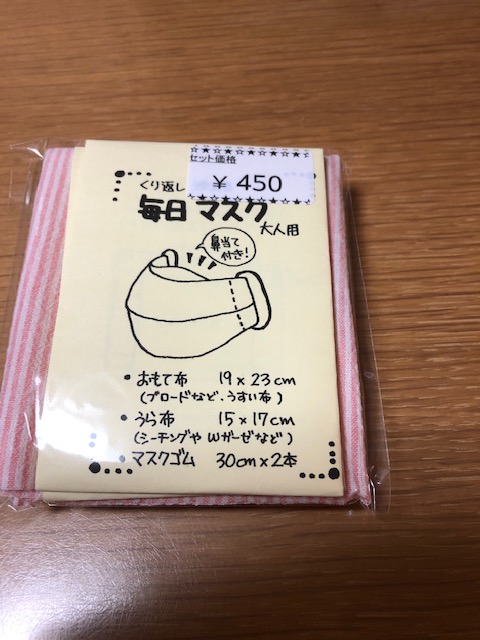 セット価格
¥ 450
くり返し
毎日マスク
大人用
鼻当て
付き!
• おもて布 19×23cm
(ブロードなど・うすい布)
• うら布 15×17cm
(シーチングやWガーゼなど)
• マスクゴム 30cm×2本